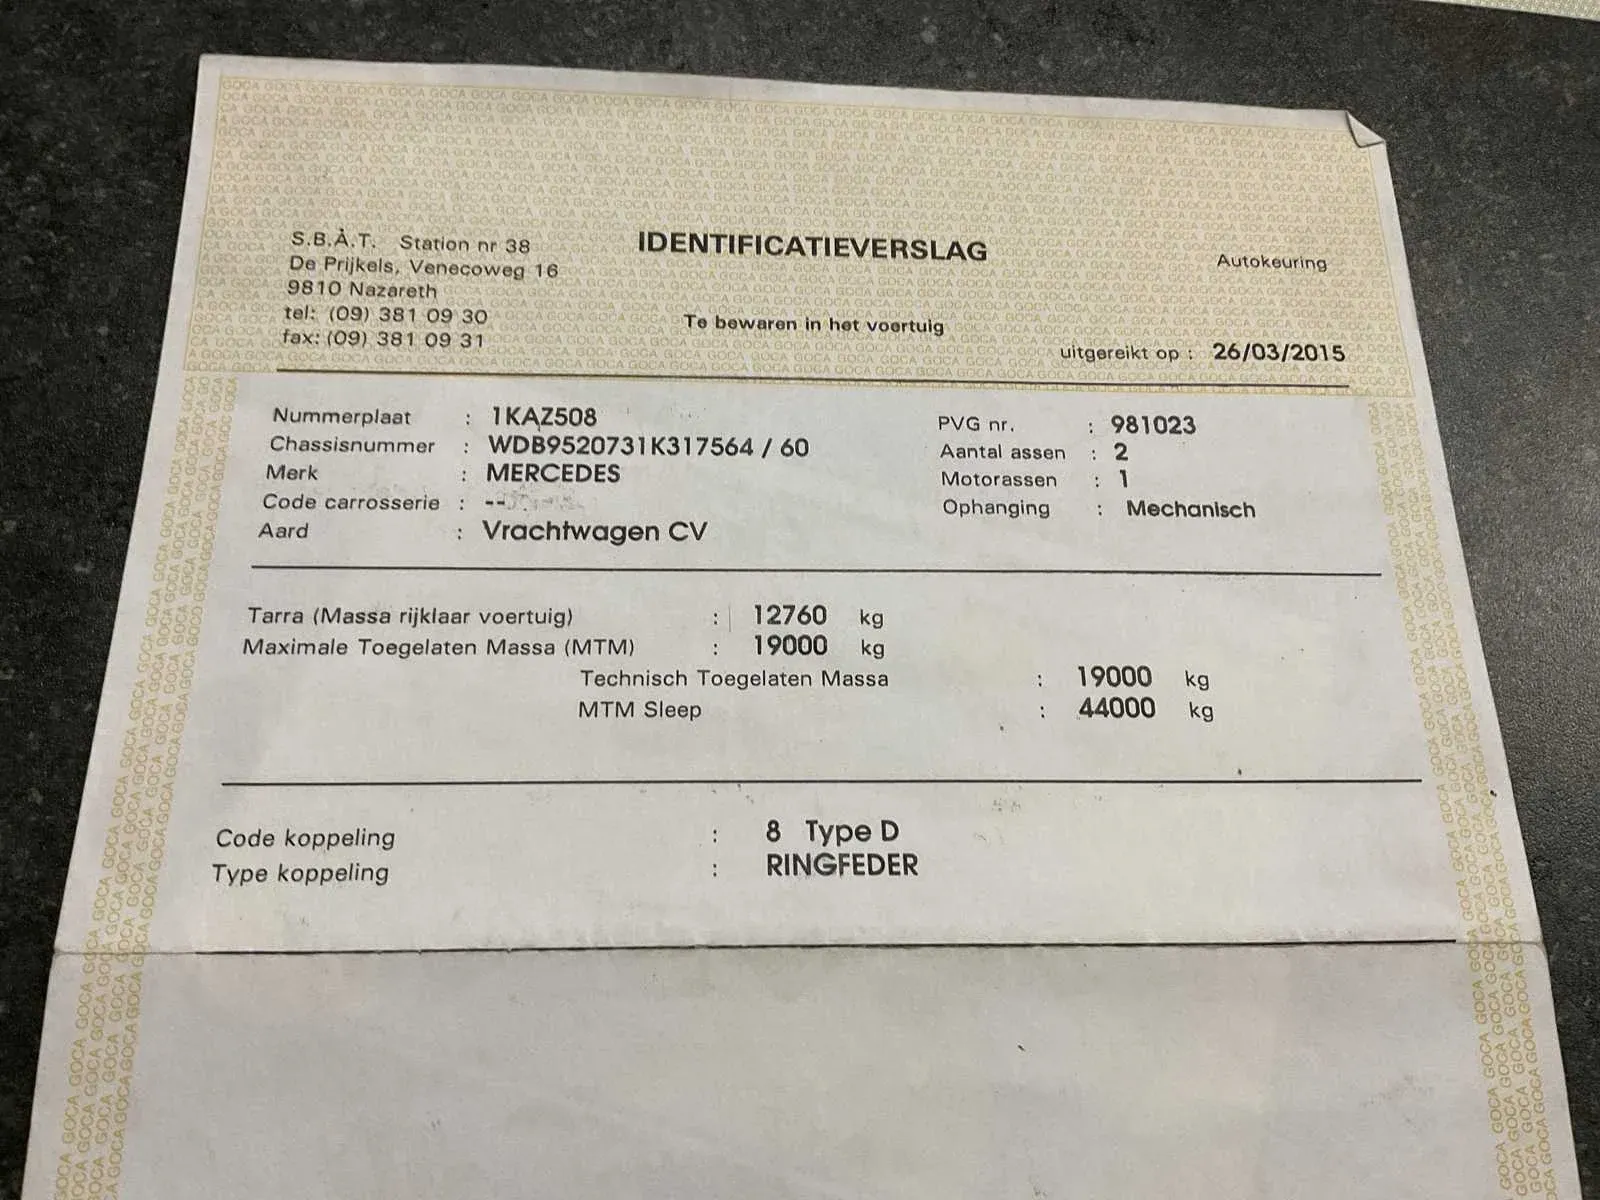 S.B.A.T. Station nr 38
De Prijkels, Venecoweg 16
9810 Nazareth
tel: (09) 381 09 30
fax: (09) 381 09 31
IDENTIFICATIEVERSLAG
Te bewaren in het voertuig
Autokeuring
uitgereikt op : 26/03/2015
Nummerplaat : 1KAZ508
Chassisnummer : WDB9520731K317564 / 60
Merk : MERCEDES
Code carrosserie : --
Aard : Vrachtwagen CV
PVG nr. : 981023
Aantal assen : 2
Motorassen : 1
Ophanging : Mechanisch
Tarra (Massa rijklaar voertuig) : 12760 kg
Maximale Toegelaten Massa (MTM) : 19000 kg
Technisch Toegelaten Massa : 19000 kg
MTM Sleep : 44000 kg
Code koppeling : 8 Type D
Type koppeling : RINGFEDER